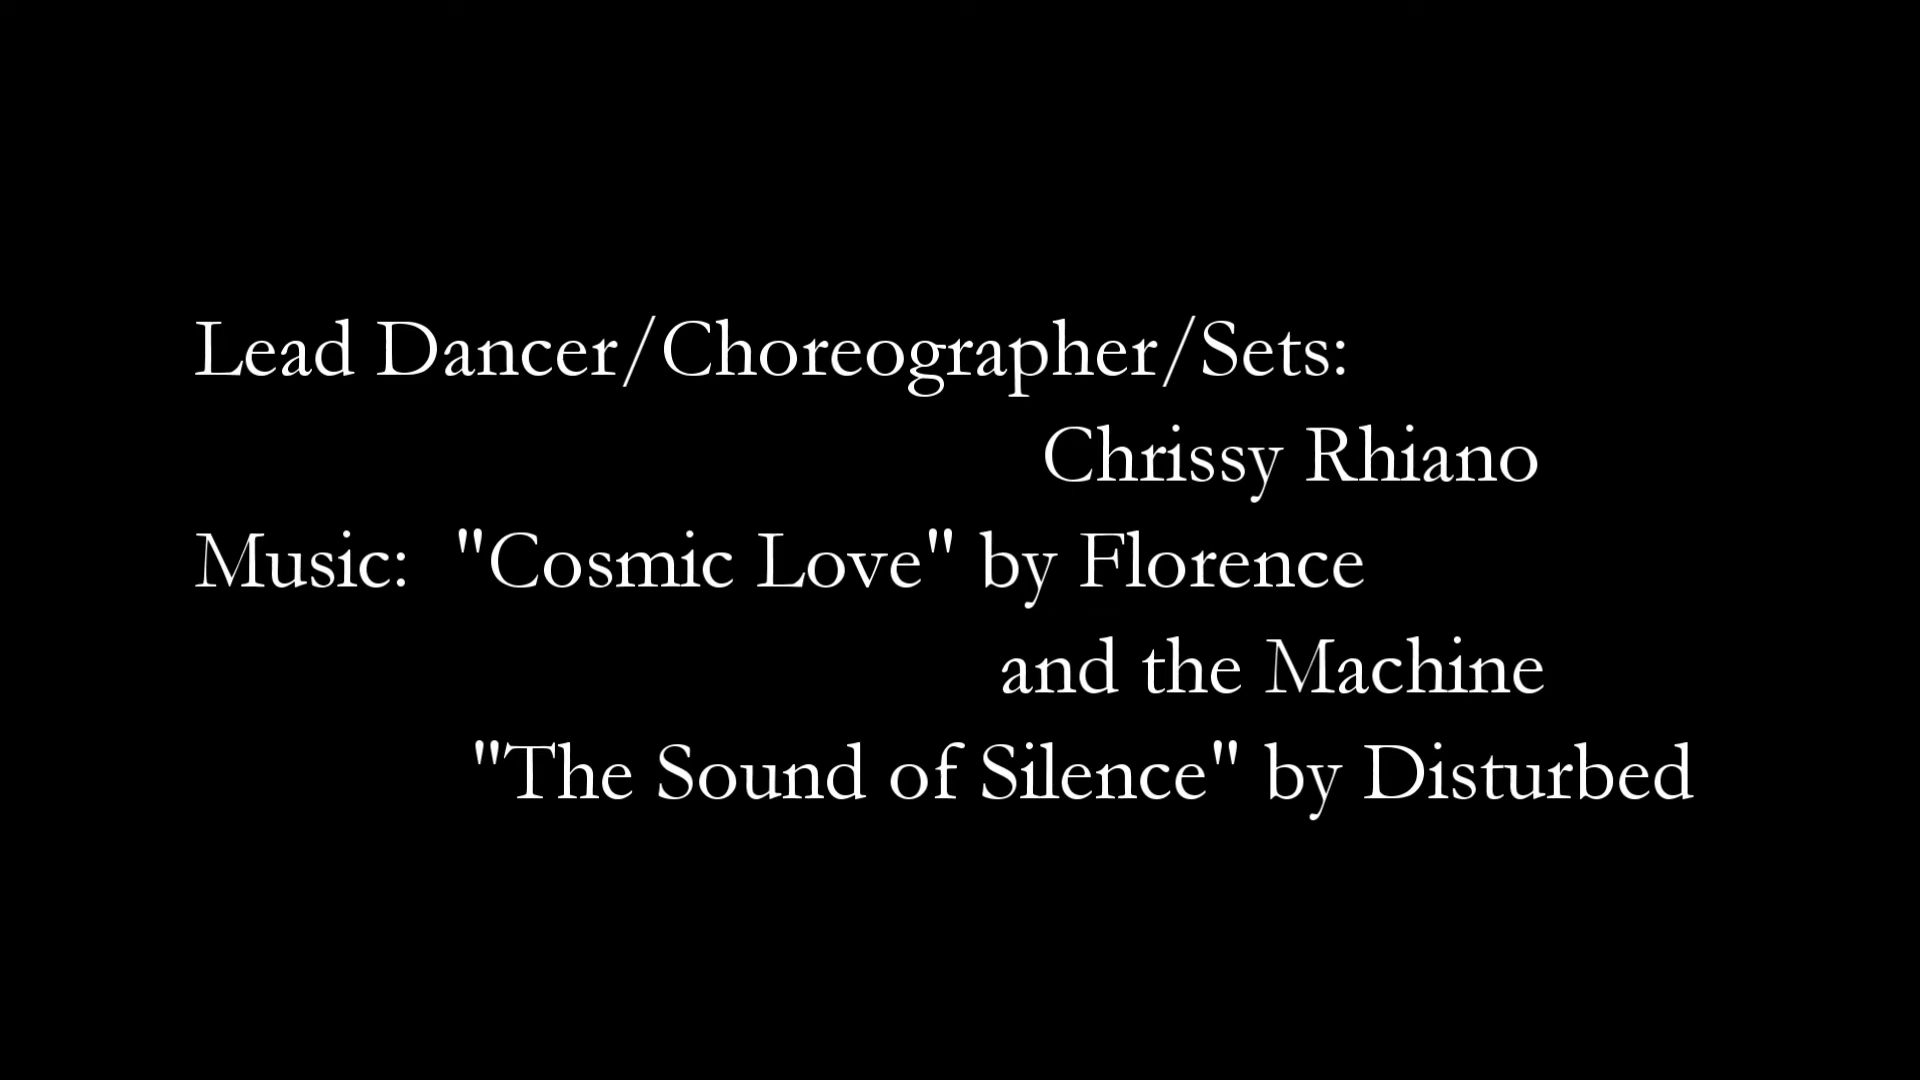 Lead Dancer/Choreographer/Sets:
Chrissy Rhiano
Music:  "Cosmic Love" by Florence
and the Machine
"The Sound of Silence" by Disturbed